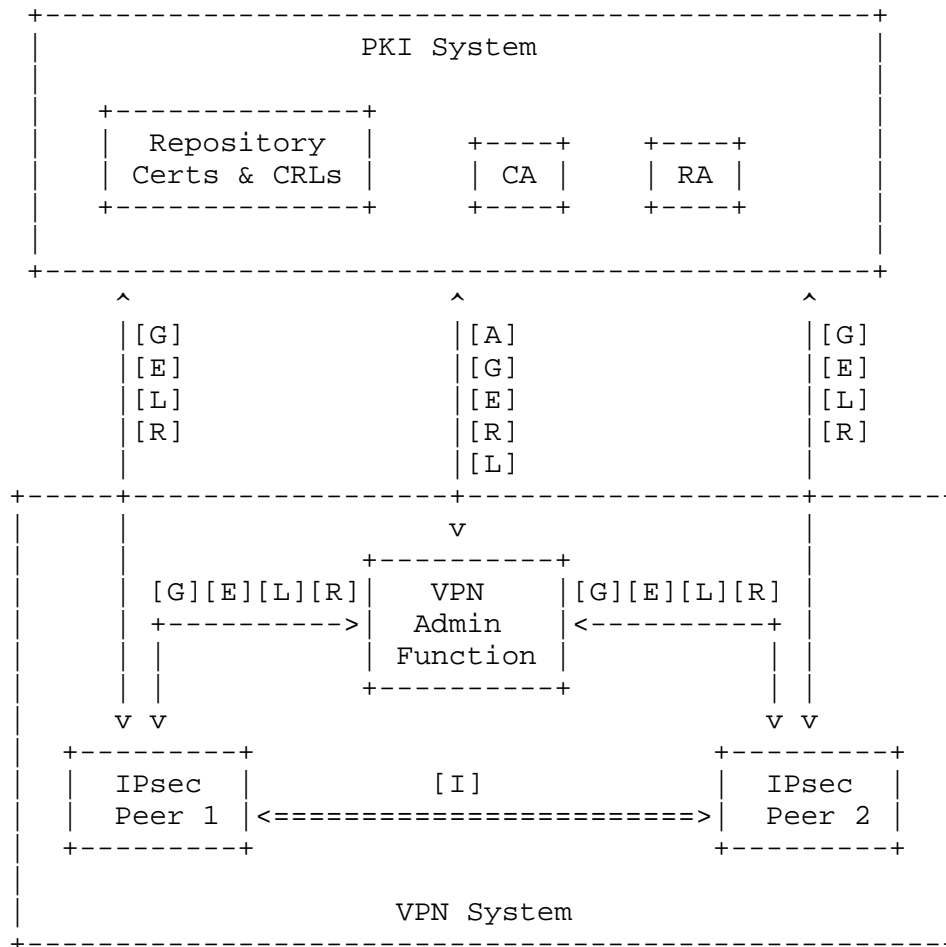 PKI System
Repository
Certs & CRLs
CA
RA
[G] [A] [G]
[E] [G] [E]
[L] [E] [L]
[R] [R] [R]
[L]
[G][E][L][R] VPN [G][E][L][R]
Admin
Function
IPsec [I] IPsec
Peer 1 Peer 2
VPN System